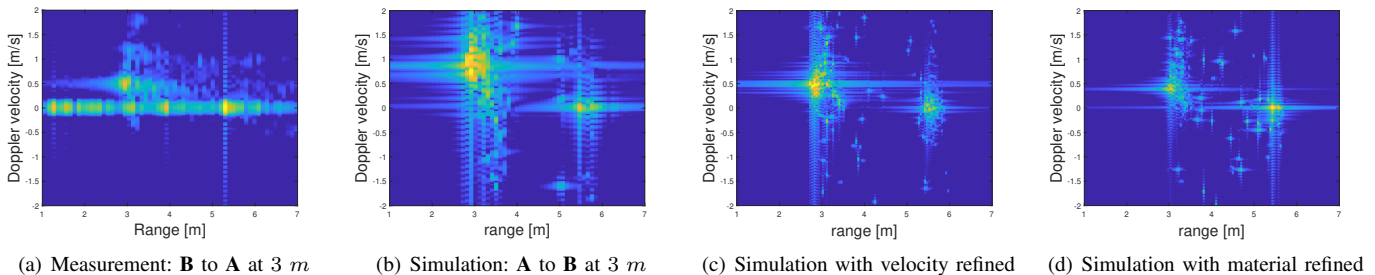 2
1.5
1
0.5
0
-0.5
-1
-1.5
-2
Doppler velocity [m/s]
1 2 3 4 5 6 7
Range [m]
(a) Measurement: B to A at 3 m
2
1.5
1
0.5
0
-0.5
-1
-1.5
-2
Doppler velocity [m/s]
1 2 3 4 5 6 7
range [m]
(b) Simulation: A to B at 3 m
2
1.5
1
0.5
0
-0.5
-1
-1.5
-2
Doppler velocity [m/s]
1 2 3 4 5 6 7
range [m]
(c) Simulation with velocity refined
2
1.5
1
0.5
0
-0.5
-1
-1.5
-2
Doppler velocity [m/s]
1 2 3 4 5 6 7
range [m]
(d) Simulation with material refined